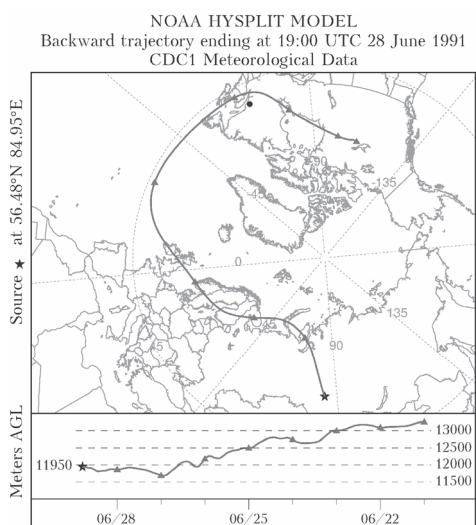 NOAA HYSPLIT MODEL
Backward trajectory ending at 19:00 UTC 28 June 1991
CDC1 Meteorological Data
Source ★ at 56.48°N 84.95°E
90
-135
-45
0
135
45
90
Meters AGL
11950
13000
12500
12000
11500
06/28 06/25 06/22